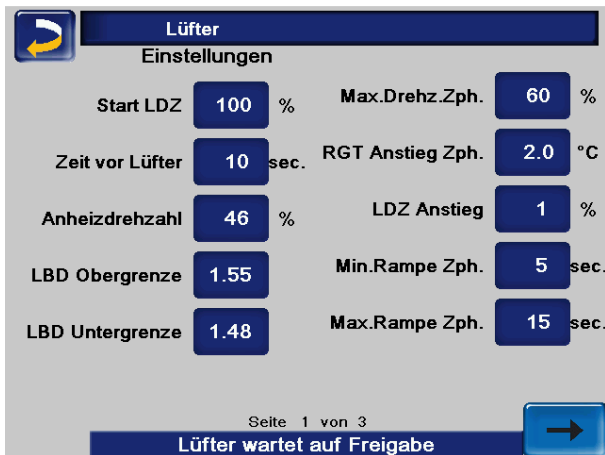 Lüfter
Einstellungen
Start LDZ 100 %
Zeit vor Lüfter 10 sec.
Anheizdrehzahl 46 %
LBD Obergrenze 1.55
LBD Untergrenze 1.48
Max.Drehz.Zph. 60 %
RGT Anstieg Zph. 2.0 °C
LDZ Anstieg 1 %
Min.Rampe Zph. 5 sec.
Max.Rampe Zph. 15 sec.
Seite 1 von 3
Lüfter wartet auf Freigabe